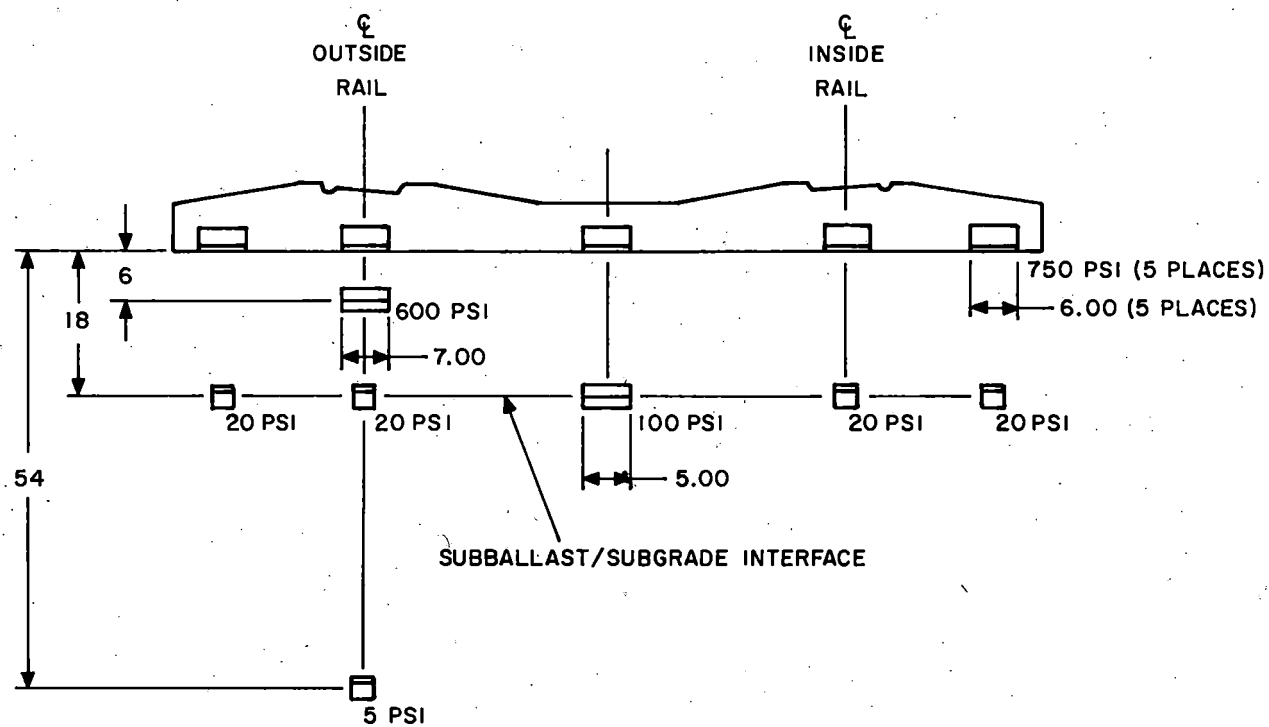 ℄
OUTSIDE
RAIL
℄
INSIDE
RAIL
6
18
54
750 PSI (5 PLACES)
6.00 (5 PLACES)
600 PSI
7.00
20 PSI
20 PSI
100 PSI
20 PSI
20 PSI
5.00
SUBBALLAST/SUBGRADE INTERFACE
5 PSI